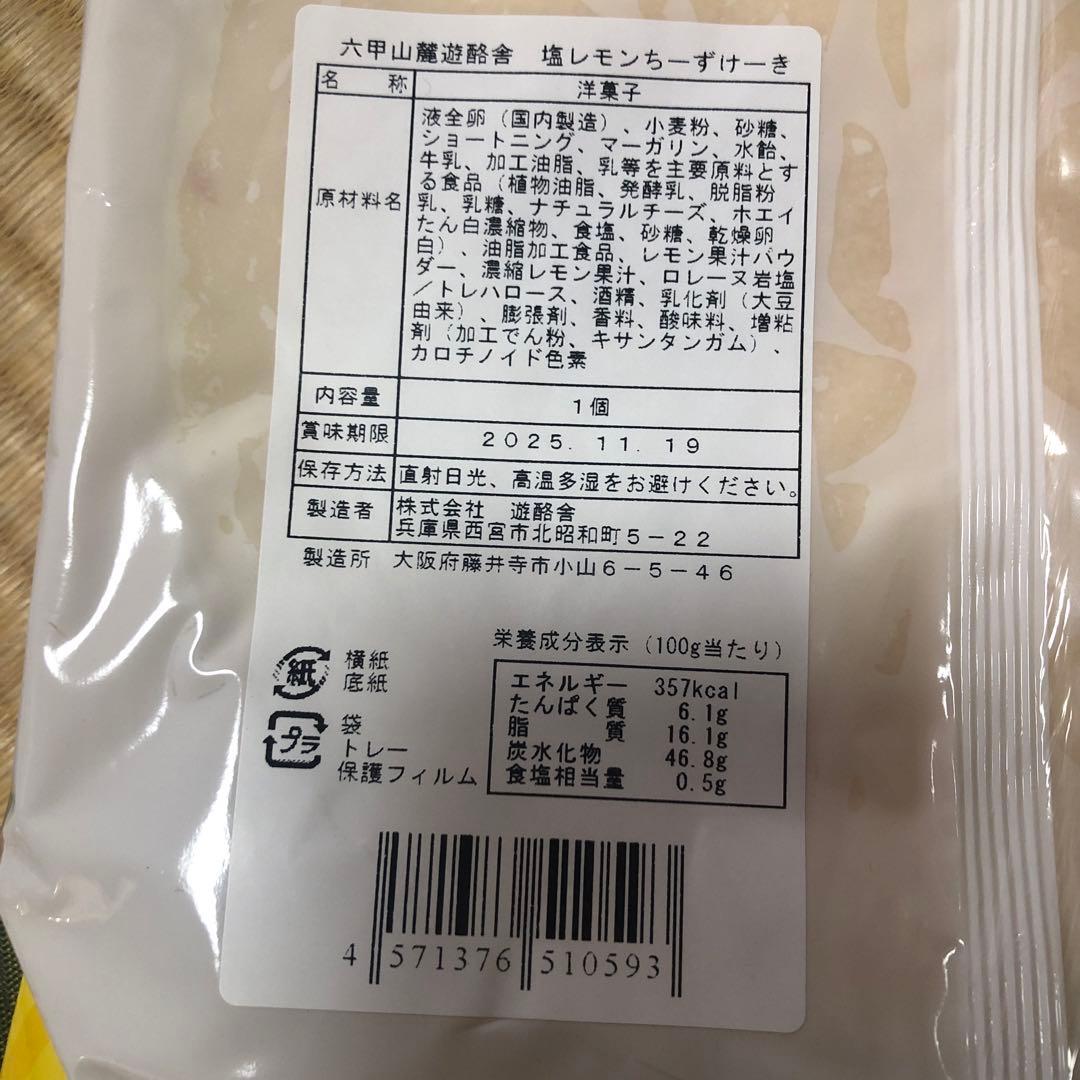 六甲山麓遊酪舎　塩レモンちーずけーき
名称　洋菓子
原材料名
液全卵（国内製造）、小麦粉、砂糖、
ショートニング、マーガリン、水飴、
牛乳、加工油脂、乳等を主要原料とす
る食品（植物油脂、発酵乳、脱脂粉
乳、乳糖、ナチュラルチーズ、ホエイ
たん白濃縮物、食塩、砂糖、乾燥卵
白）、油脂加工食品、レモン果汁パウ
ダー、濃縮レモン果汁、ロレーヌ岩塩
／トレハロース、酒精、乳化剤（大豆
由来）、膨張剤、香料、酸味料、増粘
剤（加工でん粉、キサンタンガム）、
カロチノイド色素
内容量　１個
賞味期限　２０２５．１１．１９
保存方法　直射日光、高温多湿をお避けください。
製造者　株式会社　遊酪舎
兵庫県西宮市北昭和町５－２２
製造所　大阪府藤井寺市小山６－５－４６
栄養成分表示（100g当たり）
エネルギー　357kcal
たんぱく質　6.1g
脂質　16.1g
炭水化物　46.8g
食塩相当量　0.5g
紙　横紙
底紙
プラ　袋
トレー
保護フィルム
4 571376 510593